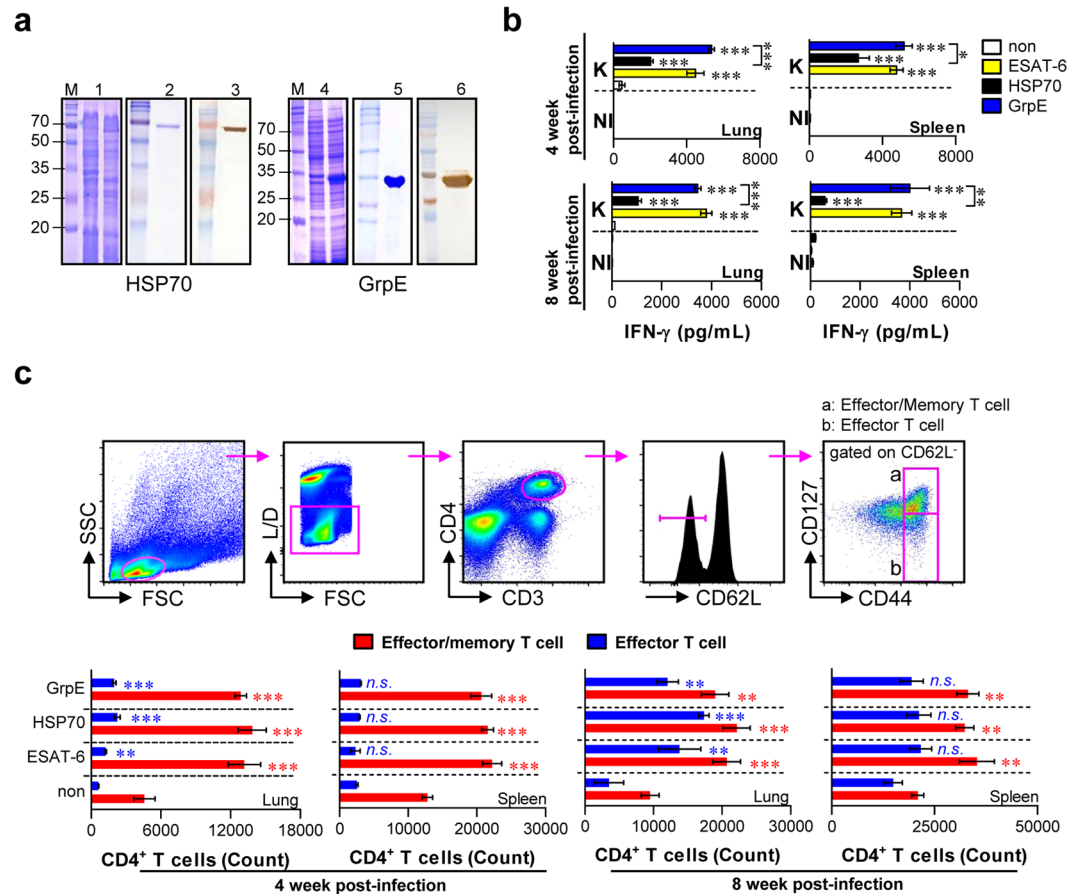 a
M 1 2 3 M 4 5 6
70
50
35
25
20
70
50
35
25
20
HSP70
GrpE
b
4 week
post-infection
K
NI
***
***
***
***
Lung
0 4000 8000
***
***
***
*
Spleen
0 4000 8000
non
ESAT-6
HSP70
GrpE
8 week
post-infection
K
NI
***
***
***
***
Lung
0 2000 4000 6000
IFN-γ (pg/mL)
***
***
***
**
Spleen
0 2000 4000 6000
IFN-γ (pg/mL)
c
a: Effector/Memory T cell
b: Effector T cell
SSC
FSC
L/D
FSC
CD4
CD3
CD62L
gated on CD62L-
a
b
CD127
CD44
Effector/memory T cell Effector T cell
GrpE *** ***
HSP70 *** ***
ESAT-6 ** ***
non
Lung
0 6000 12000 18000
CD4+ T cells (Count)
n.s. ***
n.s. ***
n.s. ***
Spleen
0 10000 20000 30000
CD4+ T cells (Count)
4 week post-infection
** **
*** ***
** ***
Lung
0 10000 20000 30000
CD4+ T cells (Count)
n.s. **
n.s. **
n.s. **
Spleen
0 25000 50000
CD4+ T cells (Count)
8 week post-infection